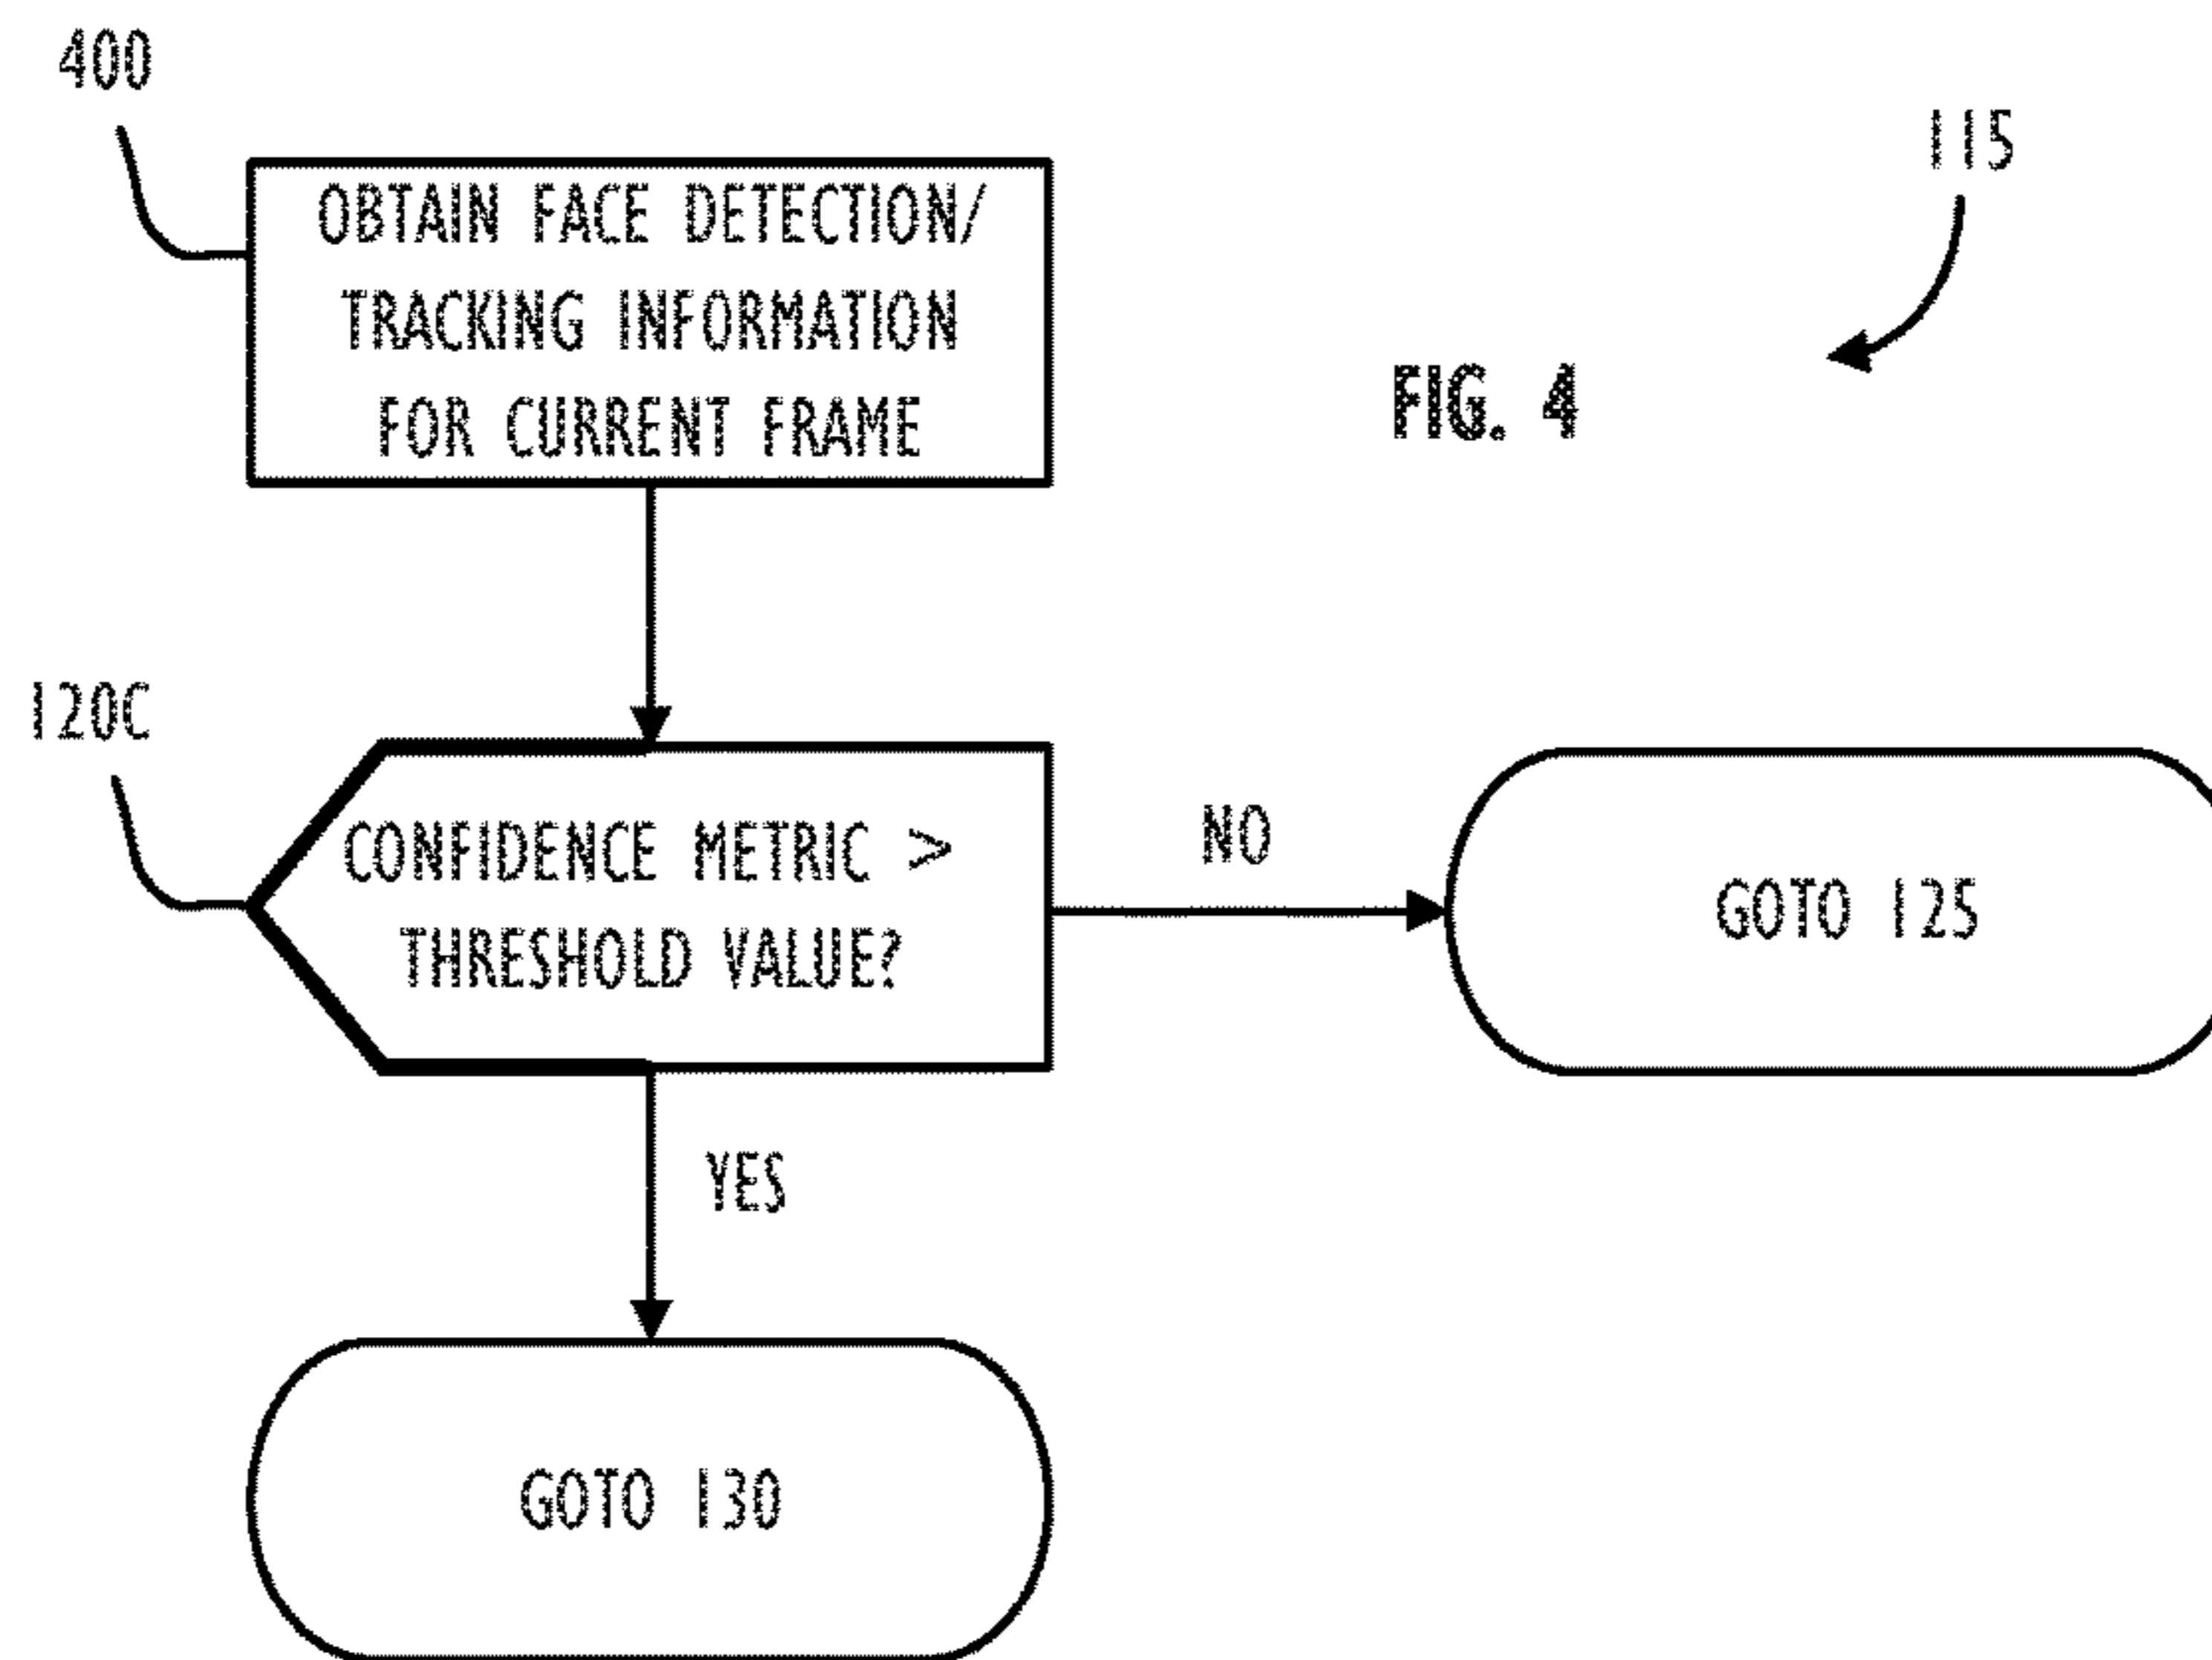 400
115
OBTAIN FACE DETECTION/
TRACKING INFORMATION
FOR CURRENT FRAME
FIG. 4
120C
CONFIDENCE METRIC >
THRESHOLD VALUE?
NO
GOTO 125
YES
GOTO 130